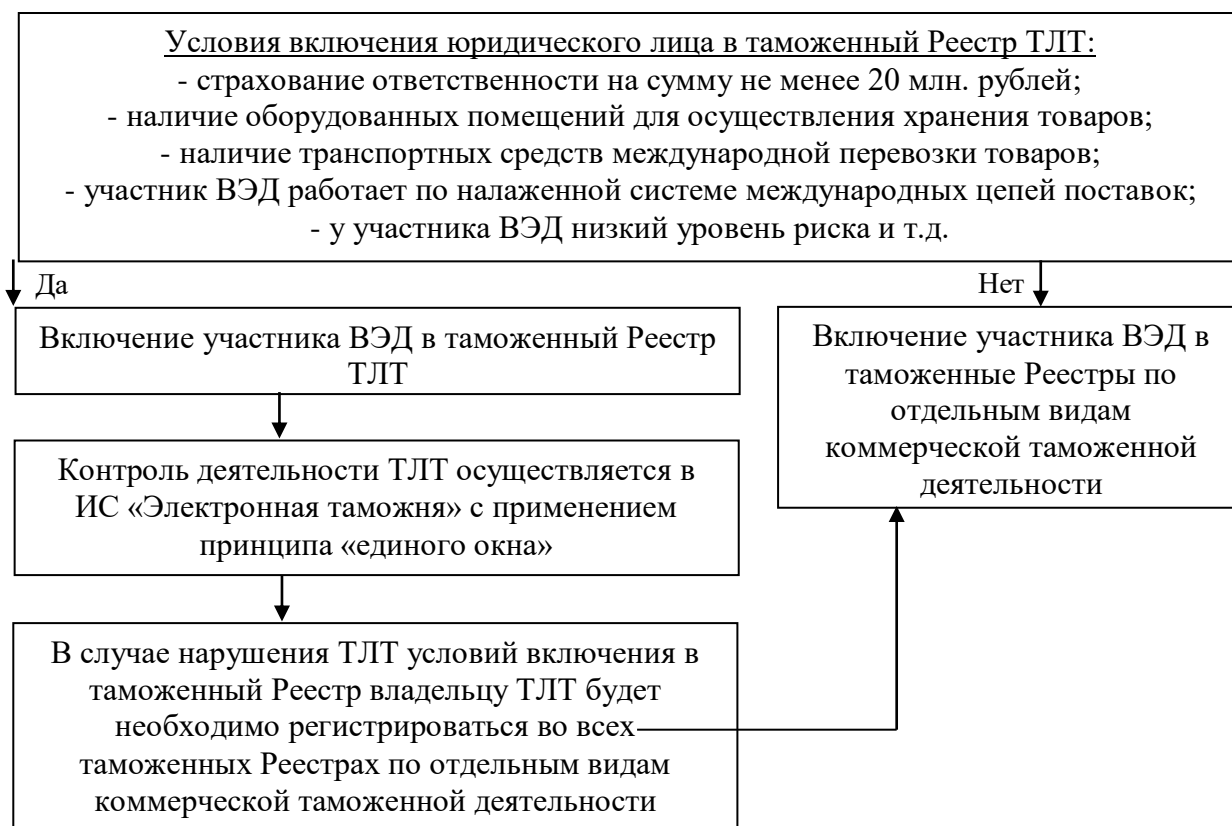 Условия включения юридического лица в таможенный Реестр ТЛТ:
- страхование ответственности на сумму не менее 20 млн. рублей;
- наличие оборудованных помещений для осуществления хранения товаров;
- наличие транспортных средств международной перевозки товаров;
- участник ВЭД работает по налаженной системе международных цепей поставок;
- у участника ВЭД низкий уровень риска и т.д.
Да
Нет
Включение участника ВЭД в таможенный Реестр
ТЛТ
Включение участника ВЭД в
таможенные Реестры по
отдельным видам
коммерческой таможенной
деятельности
Контроль деятельности ТЛТ осуществляется в
ИС «Электронная таможня» с применением
принципа «единого окна»
В случае нарушения ТЛТ условий включения в
таможенный Реестр владельцу ТЛТ будет
необходимо регистрироваться во всех
таможенных Реестрах по отдельным видам
коммерческой таможенной деятельности